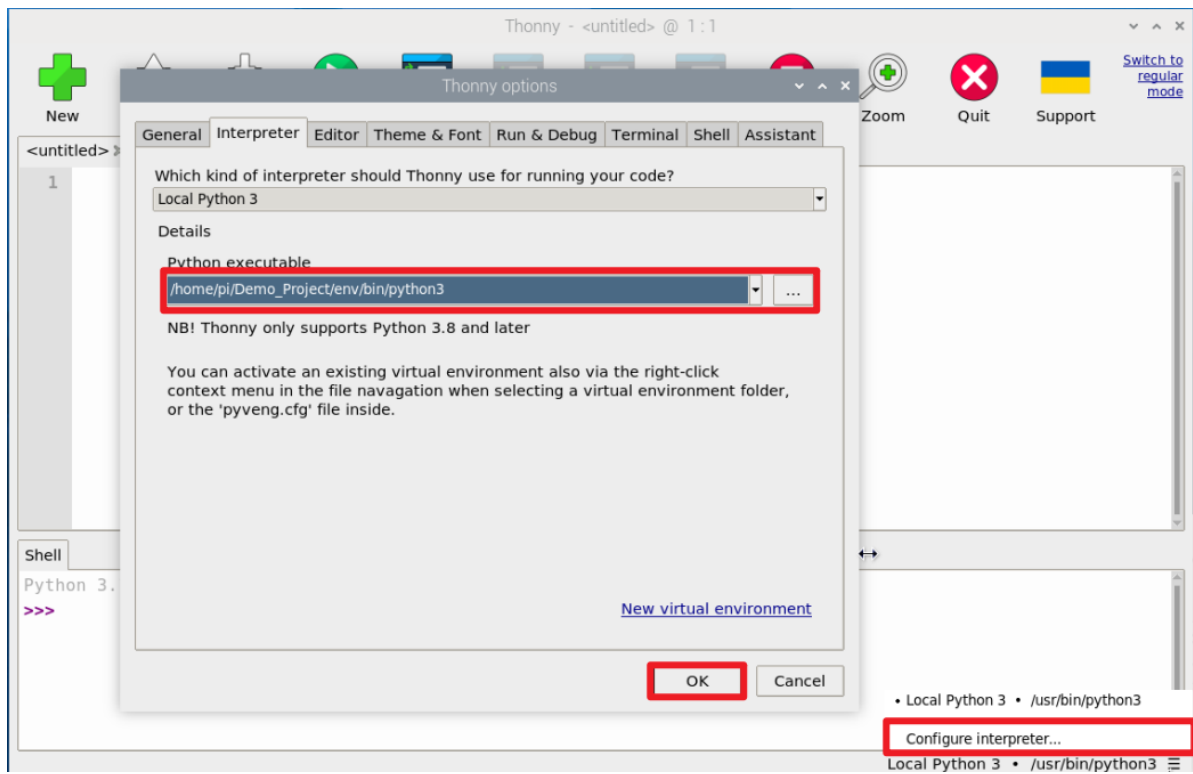 Thonny - <untitled> @ 1:1
Switch to
regular
mode
New
Zoom
Quit
Support
<untitled>
1
Thonny options
General
Interpreter
Editor
Theme & Font
Run & Debug
Terminal
Shell
Assistant
Which kind of interpreter should Thonny use for running your code?
Local Python 3
Details
Python executable
/home/pi/Demo_Project/env/bin/python3
...
NB! Thonny only supports Python 3.8 and later
You can activate an existing virtual environment also via the right-click
context menu in the file navagation when selecting a virtual environment folder,
or the 'pyveng.cfg' file inside.
New virtual environment
OK
Cancel
Shell
Python 3.
>>>
• Local Python 3 • /usr/bin/python3
Configure interpreter...
Local Python 3 • /usr/bin/python3